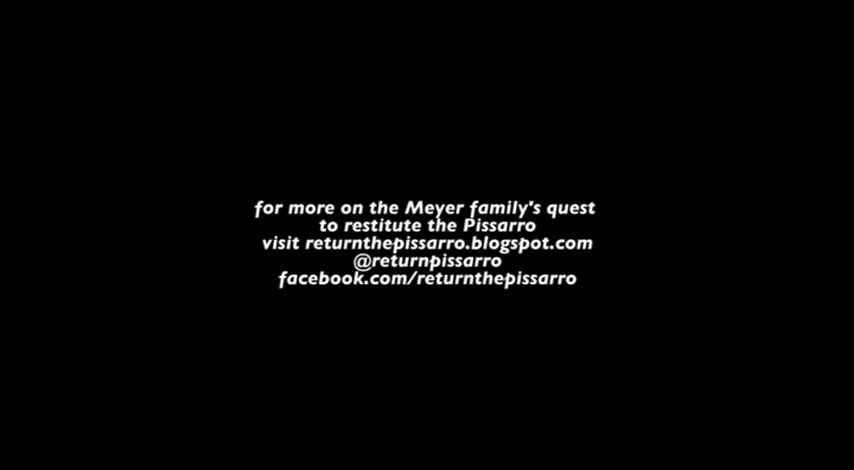 for more on the Meyer family's quest
to restitute the Pissarro
visit returnthepissarro.blogspot.com
@returnpissarro
facebook.com/returnthepissarro